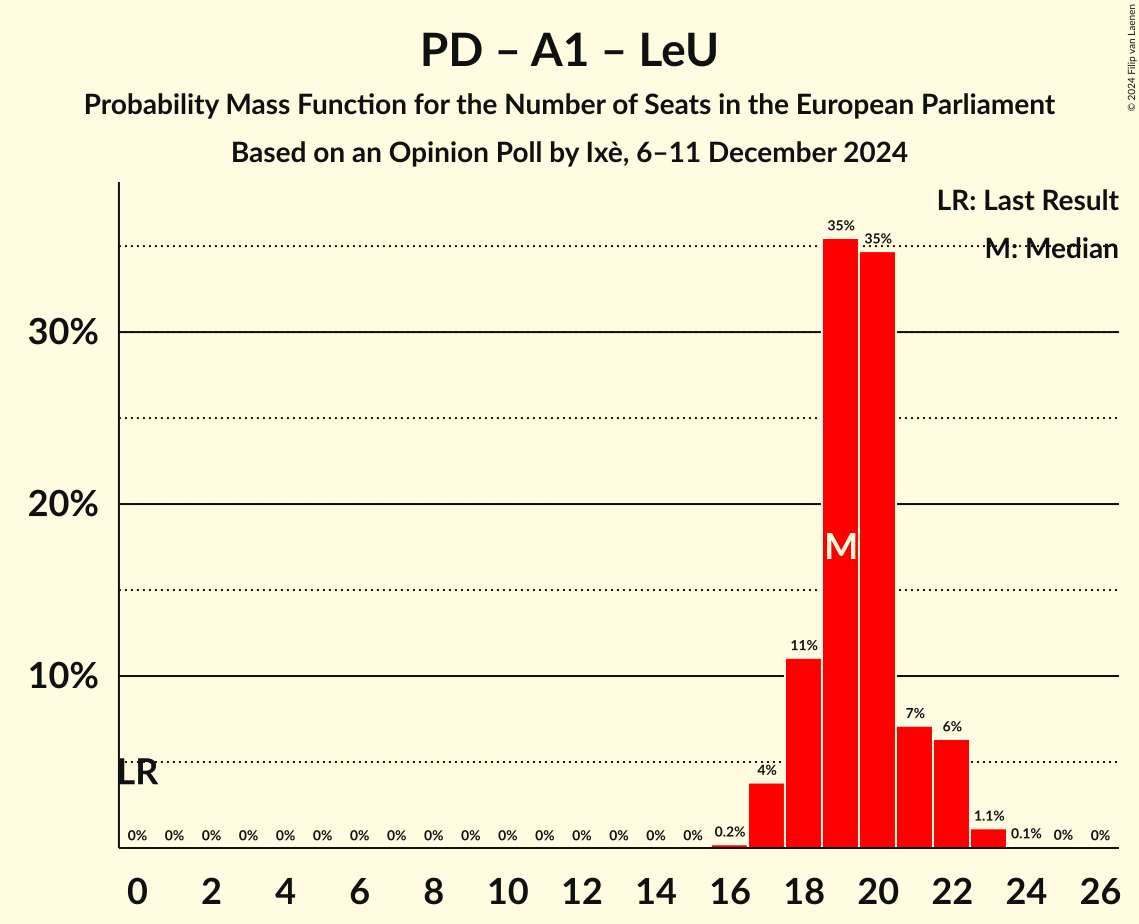 PD – A1 – LeU
Probability Mass Function for the Number of Seats in the European Parliament
Based on an Opinion Poll by Ixè, 6–11 December 2024
© 2024 Filip van Laenen
LR: Last Result
M: Median
35% 35%
30%
20%
M
11%
10%
7% 6%
LR
4%
0% 0% 0% 0% 0% 0% 0% 0% 0% 0% 0% 0% 0% 0% 0% 0% 0.2% 1.1% 0.1% 0% 0%
0 2 4 6 8 10 12 14 16 18 20 22 24 26